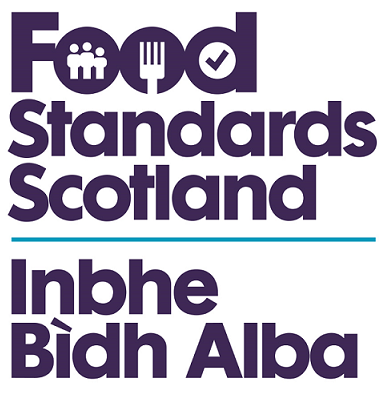 Food
Standards
Scotland
Inbhe
Bìdh Alba